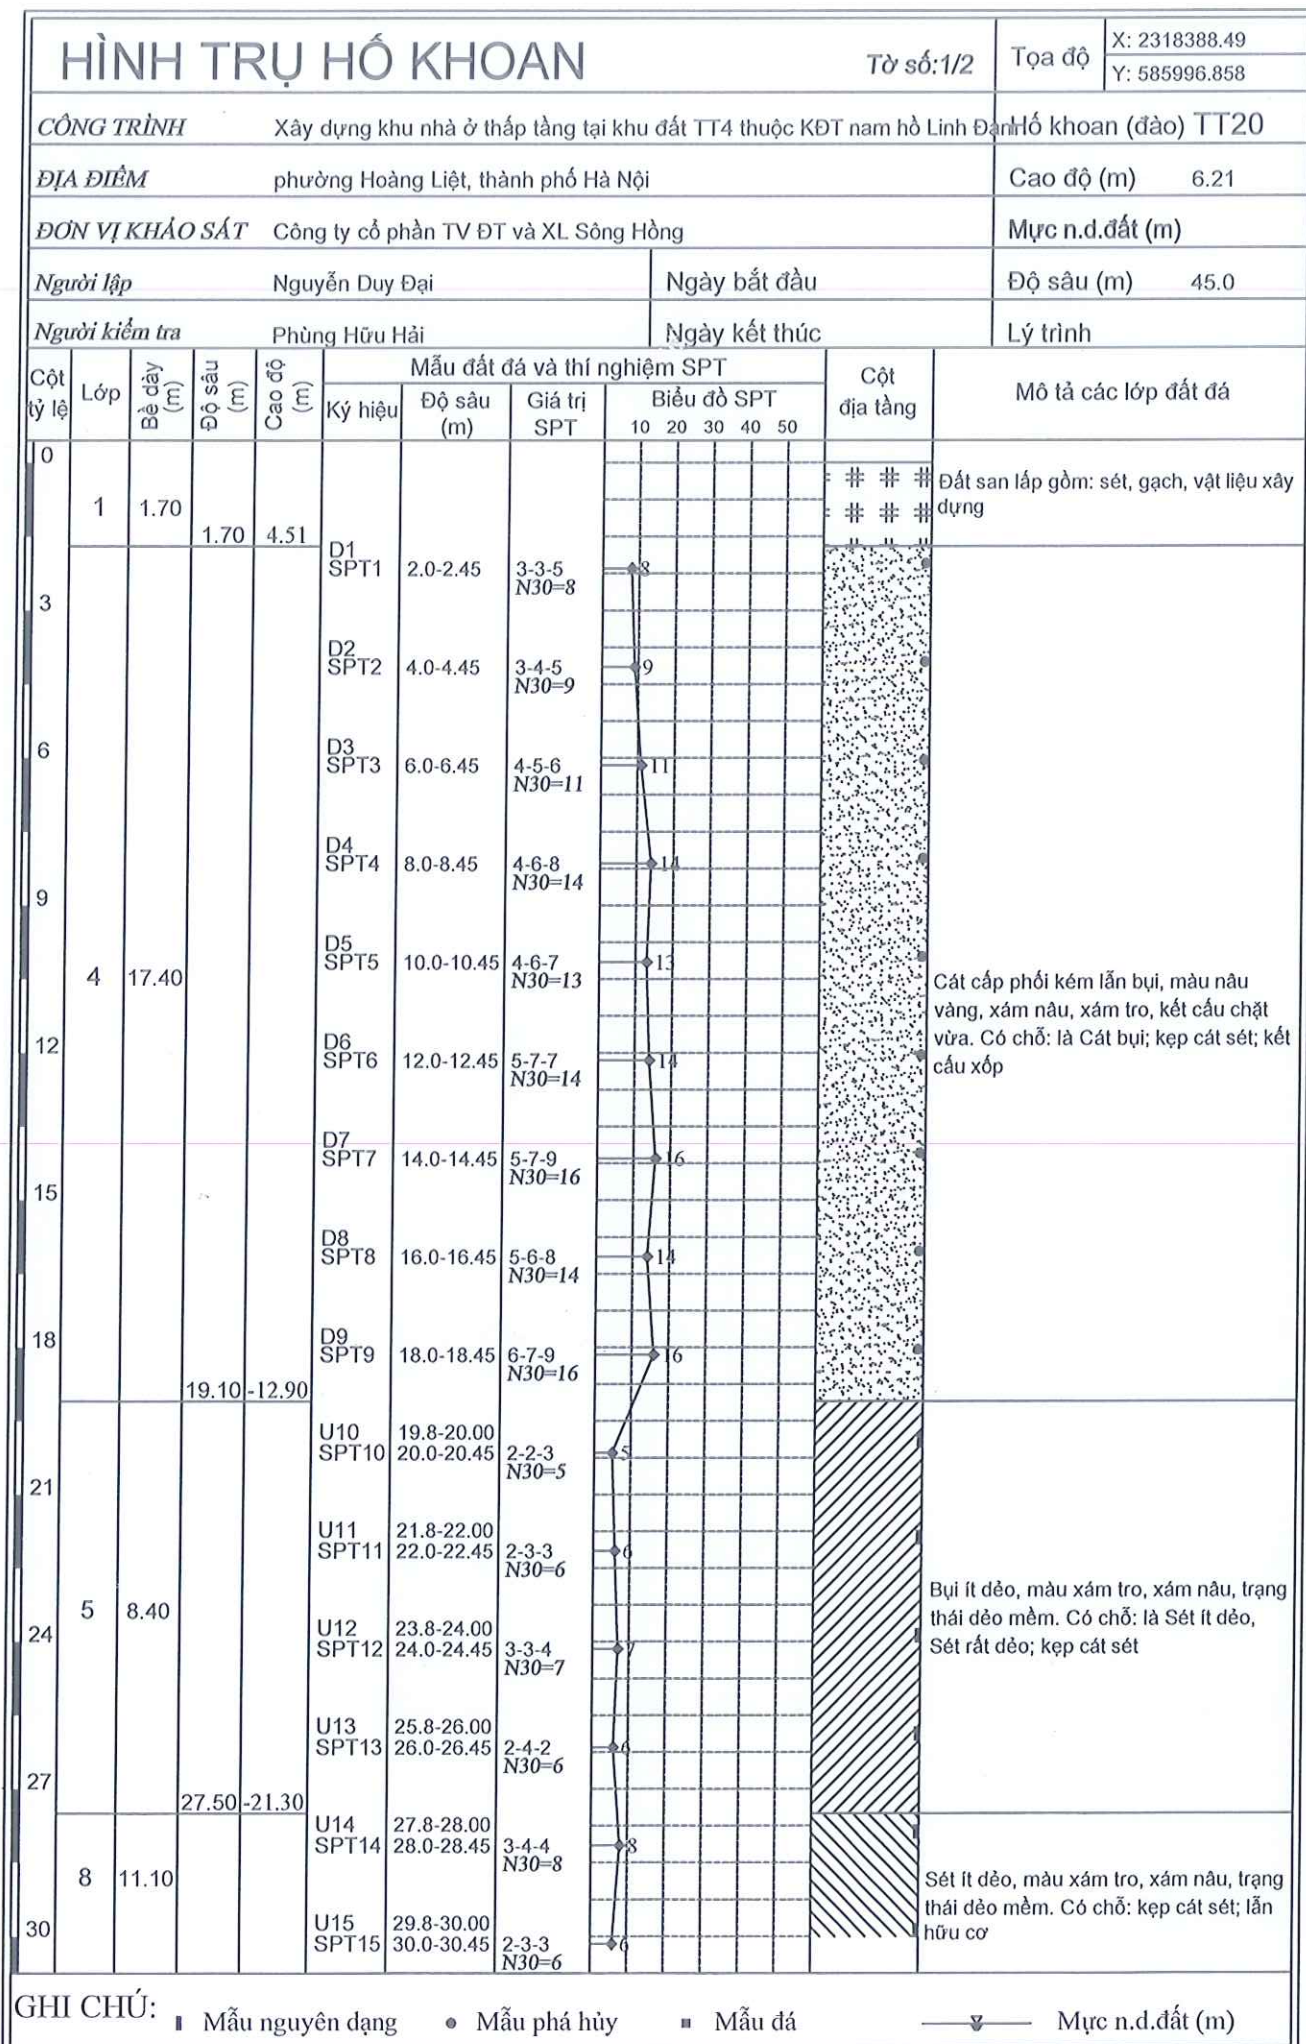 HÌNH TRỤ HỐ KHOAN
Tờ số:1/2
Tọa độ
X: 2318388.49
Y: 585996.858
CÔNG TRÌNH Xây dựng khu nhà ở thấp tầng tại khu đất TT4 thuộc KĐT nam hồ Linh Đàm
Hố khoan (đào) TT20
ĐỊA ĐIỂM phường Hoàng Liệt, thành phố Hà Nội
Cao độ (m) 6.21
ĐƠN VỊ KHẢO SÁT Công ty cổ phần TV ĐT và XL Sông Hồng
Mực n.d.đất (m)
Người lập Nguyễn Duy Đại Ngày bắt đầu Độ sâu (m) 45.0
Người kiểm tra Phùng Hữu Hải Ngày kết thúc Lý trình
Cột tỷ lệ
Lớp
Bề dày (m)
Độ sâu (m)
Cao độ (m)
Mẫu đất đá và thí nghiệm SPT
Ký hiệu
Độ sâu (m)
Giá trị SPT
Biểu đồ SPT
10 20 30 40 50
Cột địa tầng
Mô tả các lớp đất đá
0
1 1.70
1.70 4.51
Đất san lấp gồm: sét, gạch, vật liệu xây
dựng
D1
SPT1 2.0-2.45 3-3-5 8
N30=8
3
D2
SPT2 4.0-4.45 3-4-5 9
N30=9
6
D3
SPT3 6.0-6.45 4-5-6 11
N30=11
D4
SPT4 8.0-8.45 4-6-8 14
N30=14
9
D5
SPT5 10.0-10.45 4-6-7 13
N30=13
4 17.40
Cát cấp phối kém lẫn bụi, màu nâu
vàng, xám nâu, xám tro, kết cấu chặt
vừa. Có chỗ: là Cát bụi; kẹp cát sét; kết
cấu xốp
12
D6
SPT6 12.0-12.45 5-7-7 14
N30=14
D7
SPT7 14.0-14.45 5-7-9 16
N30=16
15
D8
SPT8 16.0-16.45 5-6-8 14
N30=14
18
D9
SPT9 18.0-18.45 6-7-9 16
N30=16
19.10 -12.90
U10 19.8-20.00
SPT10 20.0-20.45 2-2-3 5
N30=5
21
U11 21.8-22.00
SPT11 22.0-22.45 2-3-3 6
N30=6
5 8.40
Bụi ít dẻo, màu xám tro, xám nâu, trạng
thái dẻo mềm. Có chỗ: là Sét ít dẻo,
Sét rất dẻo; kẹp cát sét
24
U12 23.8-24.00
SPT12 24.0-24.45 3-3-4 7
N30=7
U13 25.8-26.00
SPT13 26.0-26.45 2-4-2 6
N30=6
27
27.50 -21.30
U14 27.8-28.00
SPT14 28.0-28.45 3-4-4 8
N30=8
8 11.10
Sét ít dẻo, màu xám tro, xám nâu, trạng
thái dẻo mềm. Có chỗ: kẹp cát sét; lẫn
hữu cơ
30
U15 29.8-30.00
SPT15 30.0-30.45 2-3-3 6
N30=6
GHI CHÚ: Mẫu nguyên dạng Mẫu phá hủy Mẫu đá Mực n.d.đất (m)